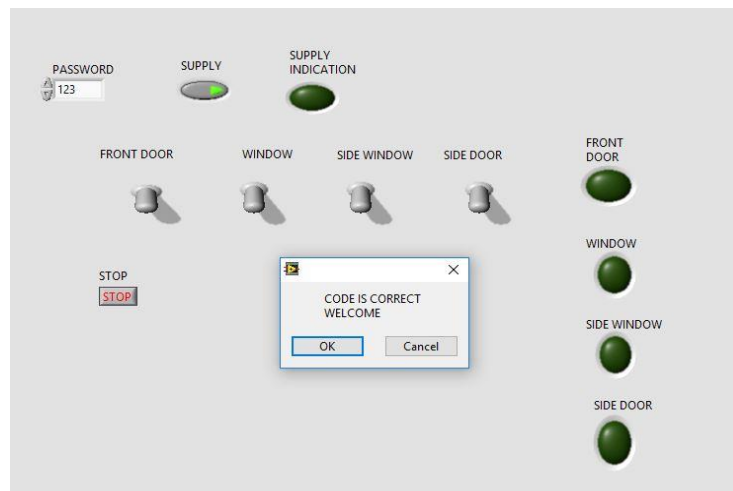 PASSWORD
123
SUPPLY
SUPPLY
INDICATION
FRONT DOOR
WINDOW
SIDE WINDOW
SIDE DOOR
FRONT
DOOR
WINDOW
STOP
STOP
CODE IS CORRECT
WELCOME
OK
Cancel
SIDE WINDOW
SIDE DOOR